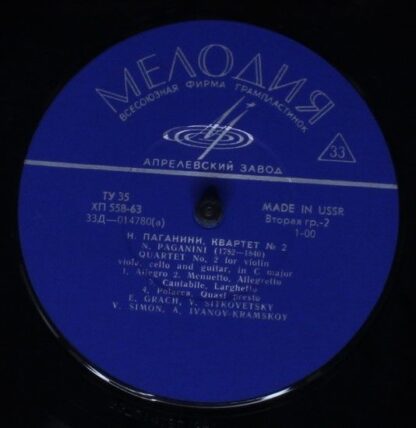 МЕЛОДИЯ
ВСЕСОЮЗНАЯ ФИРМА ГРАМПЛАСТИНОК
33
АПРЕЛЕВСКИЙ ЗАВОД
ТУ 35
ХП 558-63
33Д—014780(а)
MADE IN USSR
Вторая гр.-2
1-00
Н. ПАГАНИНИ, КВАРТЕТ № 2
N. PAGANINI (1782—1840)
QUARTET No. 2 for violin
viola, cello and guitar, in C major
1. Allegro 2. Menuetto, Allegretto
3. Cantabile, Larghetto
4. Polacca, Quasi presto
E. GRACH, V. SITKOVETSKY
V. SIMON, A. IVANOV-KRAMSKOY